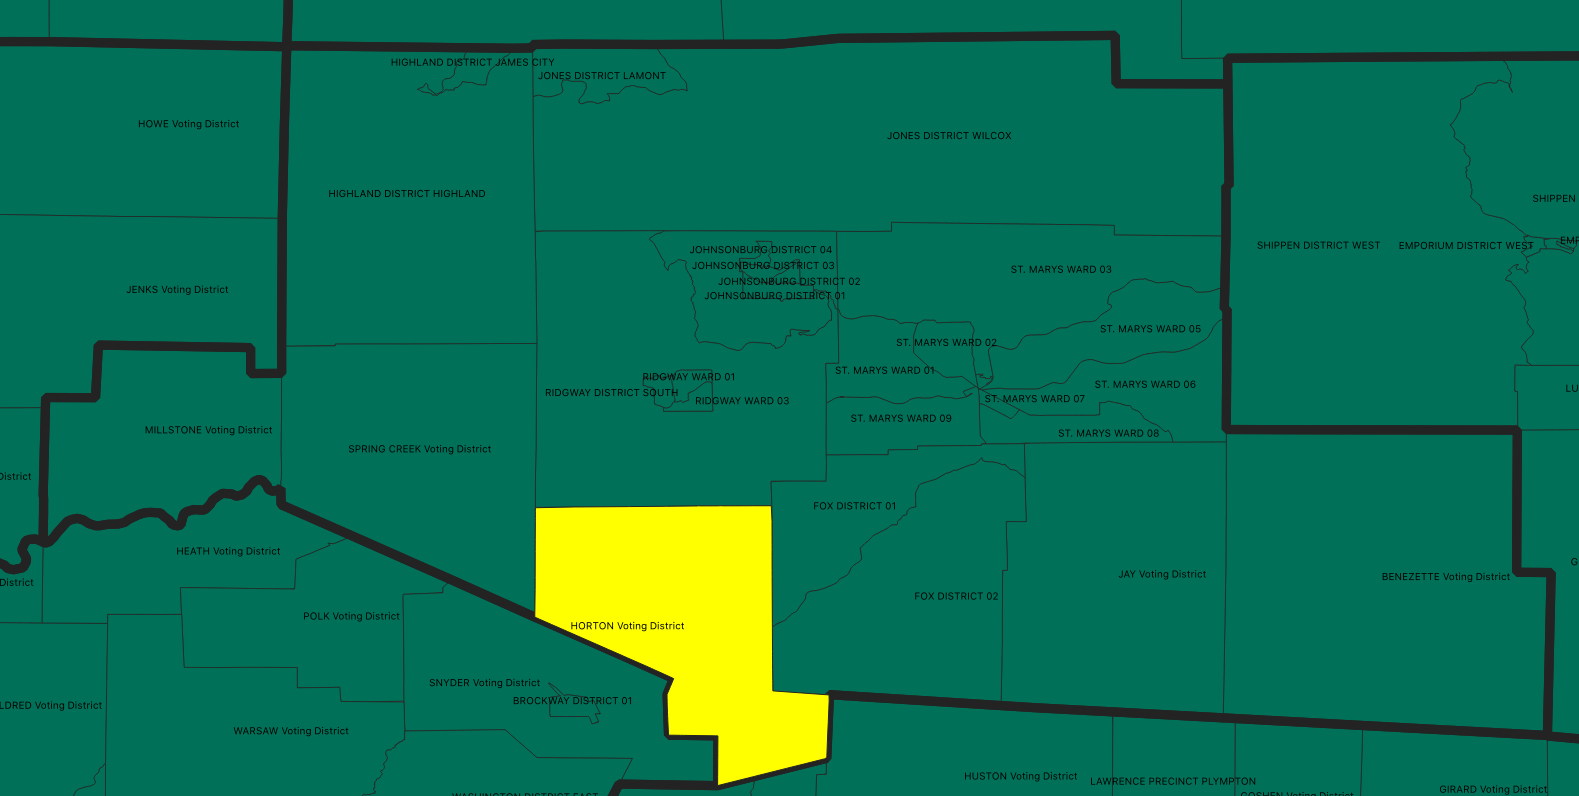 HIGHLAND DISTRICT JAMES CITY
JONES DISTRICT LAMONT
HOWE Voting District
JONES DISTRICT WILCOX
HIGHLAND DISTRICT HIGHLAND
SHIPPEN
SHIPPEN DISTRICT WEST
EMPORIUM DISTRICT WEST
JOHNSONBURG DISTRICT 04
JOHNSONBURG DISTRICT 03
ST. MARYS WARD 03
JOHNSONBURG DISTRICT 02
JENKS Voting District
JOHNSONBURG DISTRICT 01
ST. MARYS WARD 05
ST. MARYS WARD 02
ST. MARYS WARD 01
RIDGWAY WARD 01
ST. MARYS WARD 06
RIDGWAY DISTRICT SOUTH
RIDGWAY WARD 03
ST. MARYS WARD 07
ST. MARYS WARD 09
MILLSTONE Voting District
ST. MARYS WARD 08
SPRING CREEK Voting District
District
FOX DISTRICT 01
HEATH Voting District
JAY Voting District
BENEZETTE Voting District
District
FOX DISTRICT 02
POLK Voting District
HORTON Voting District
SNYDER Voting District
BROCKWAY DISTRICT 01
LDRED Voting District
WARSAW Voting District
HUSTON Voting District
LAWRENCE PRECINCT PLYMPTON
GIRARD Voting District
GOSHEN Voting District
WASHINGTON DISTRICT EAST